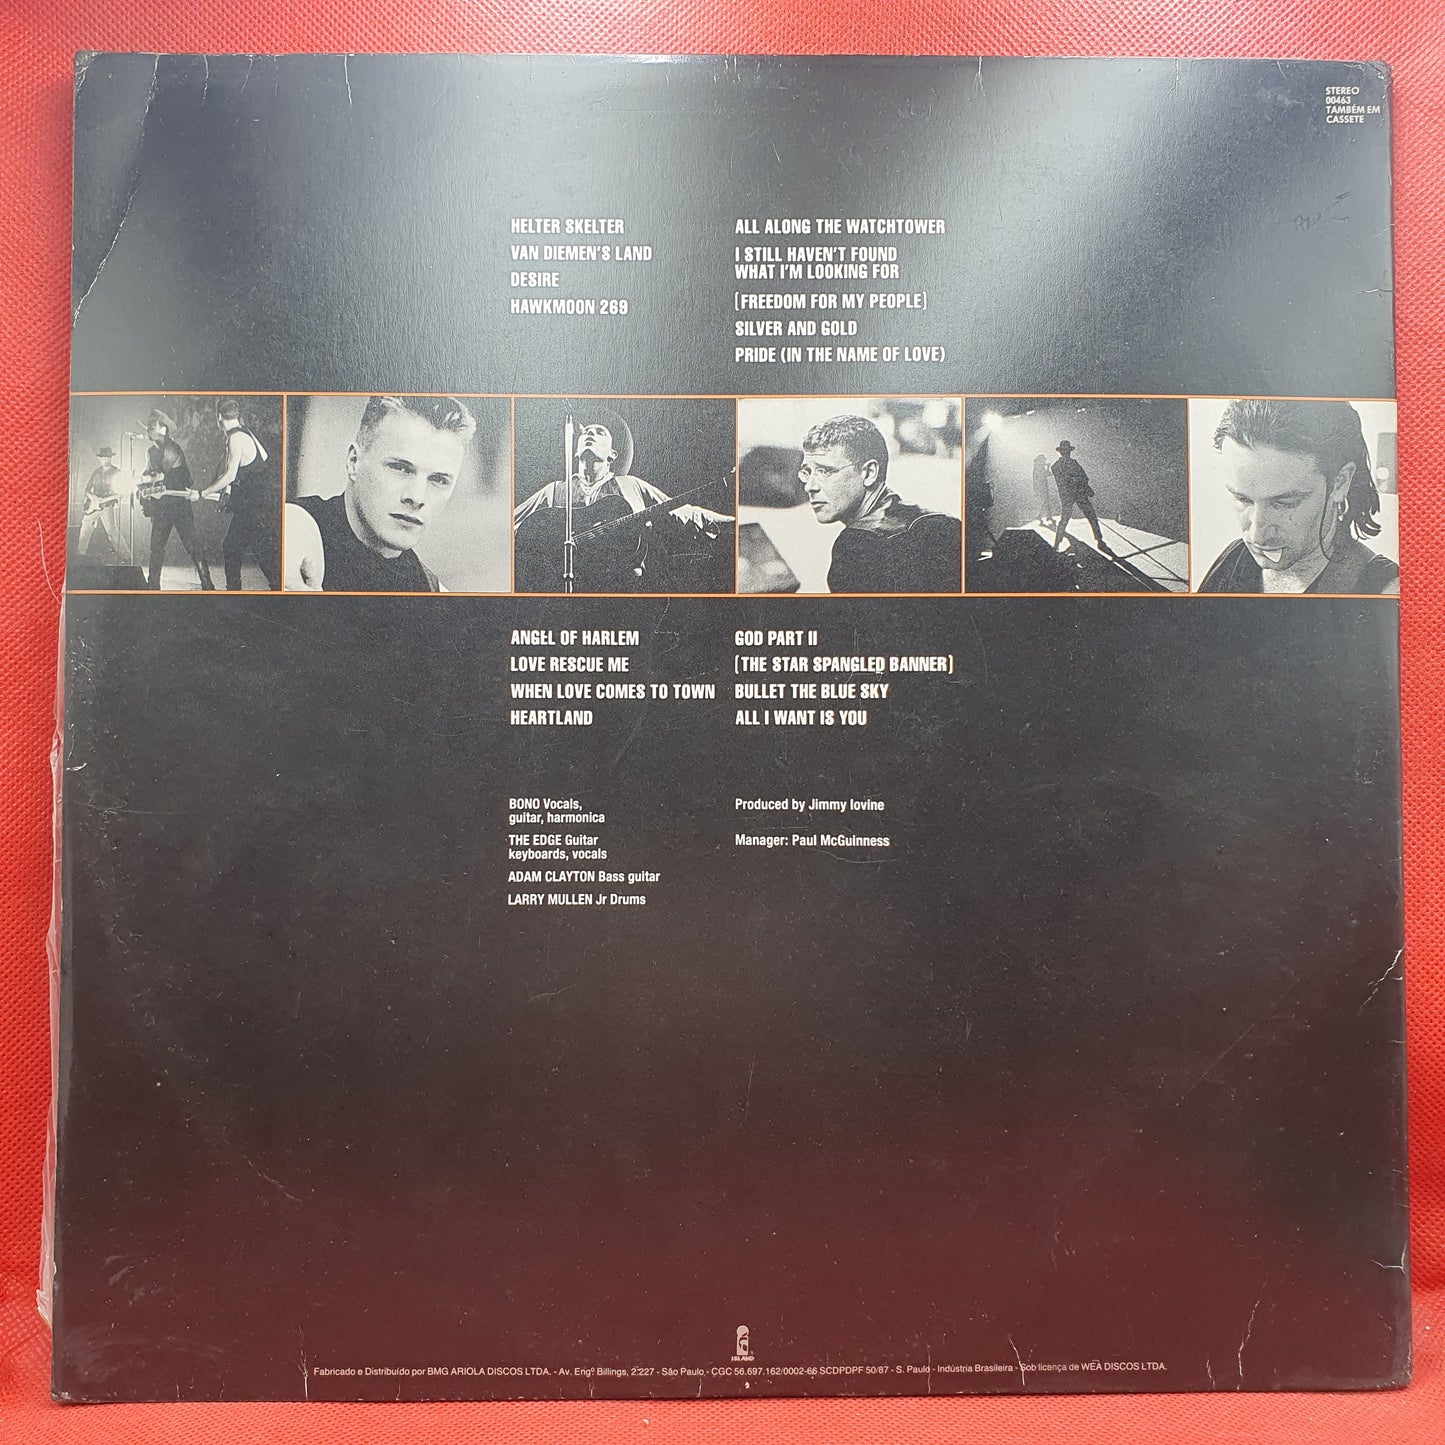 STEREO
00463
TAMBÉM EM
CASSETE
HELTER SKELTER
VAN DIEMEN'S LAND
DESIRE
HAWKMOON 269
ALL ALONG THE WATCHTOWER
I STILL HAVEN'T FOUND
WHAT I'M LOOKING FOR
(FREEDOM FOR MY PEOPLE)
SILVER AND GOLD
PRIDE (IN THE NAME OF LOVE)
ANGEL OF HARLEM
LOVE RESCUE ME
WHEN LOVE COMES TO TOWN
HEARTLAND
GOD PART II
(THE STAR SPANGLED BANNER)
BULLET THE BLUE SKY
ALL I WANT IS YOU
BONO Vocals,
guitar, harmonica
THE EDGE Guitar
keyboards, vocals
ADAM CLAYTON Bass guitar
LARRY MULLEN Jr Drums
Produced by Jimmy Iovine
Manager: Paul McGuinness
ISLAND
Fabricado e Distribuído por BMG ARIOLA DISCOS LTDA. - Av. Engº Billings, 2.227 - São Paulo - CGC 56.697.162/0002-66 SCDPDPF 50/87 - S. Paulo - Indústria Brasileira - Sob licença de WEA DISCOS LTDA.